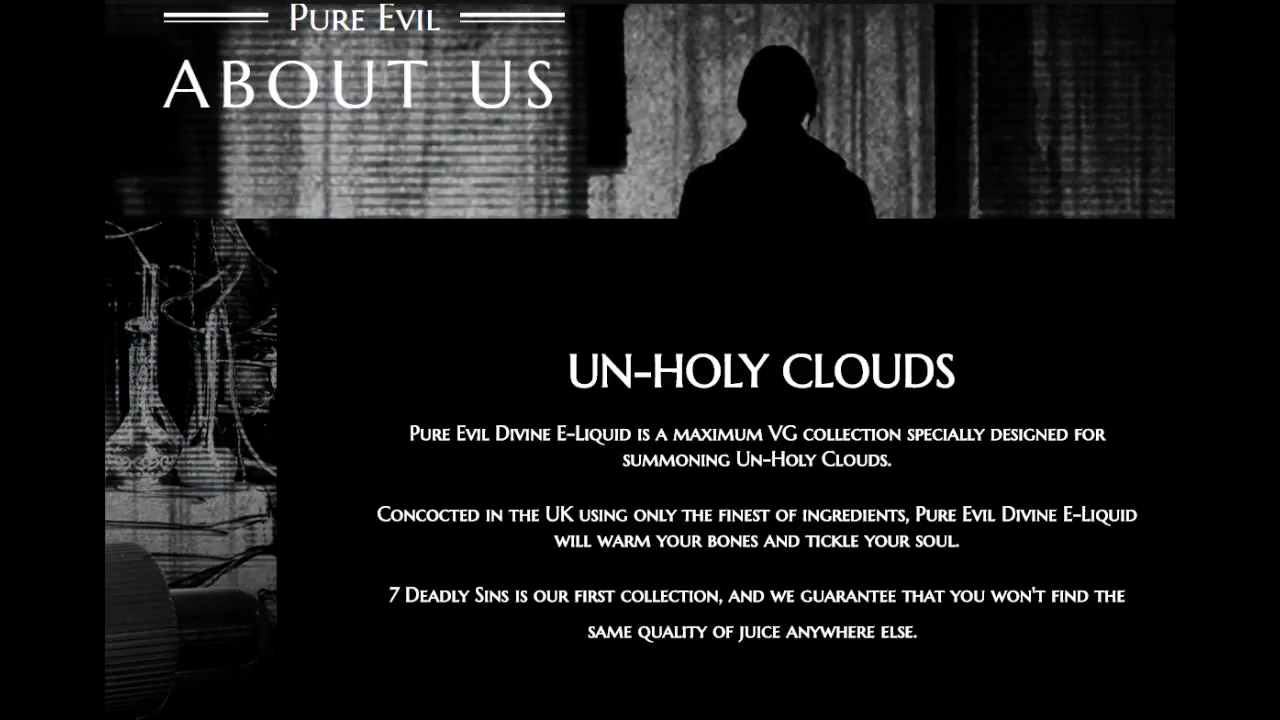 Pure Evil
ABOUT US
UN-HOLY CLOUDS
Pure Evil Divine E-Liquid is a maximum VG collection specially designed for
summoning Un-Holy Clouds.
Concocted in the UK using only the finest of ingredients, Pure Evil Divine E-Liquid
will warm your bones and tickle your soul.
7 Deadly Sins is our first collection, and we guarantee that you won't find the
same quality of juice anywhere else.